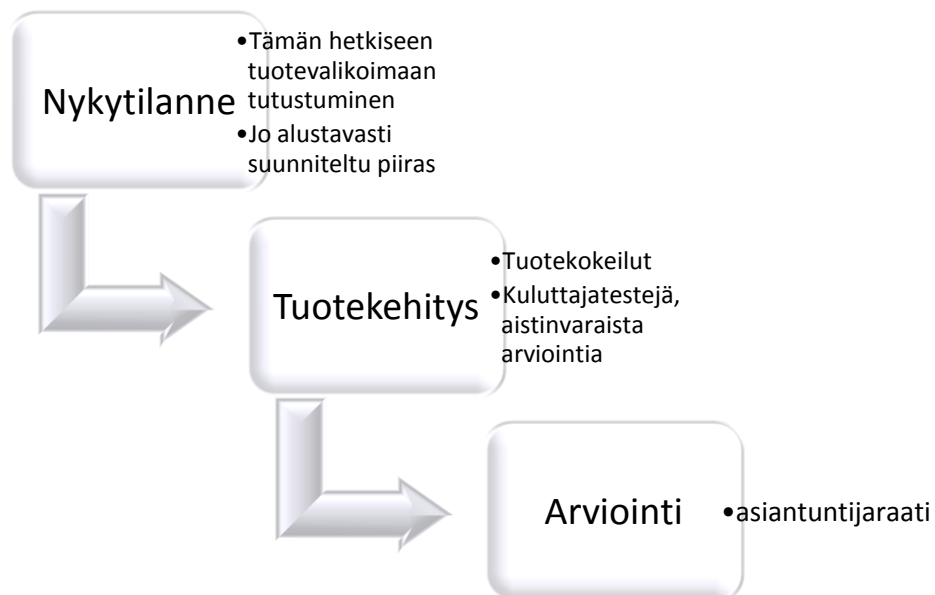 Nykytilanne
•Tämän hetkiseen
tuotevalikoimaan
tutustuminen
•Jo alustavasti
suunniteltu piiras
Tuotekehitys
•Tuotekokeilut
•Kuluttajatestejä,
aistinvaraista
arviointia
Arviointi
•asiantuntijaraati